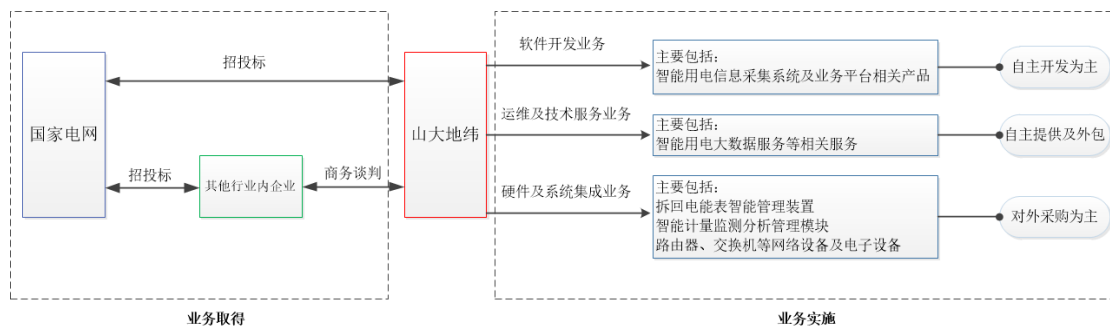 招投标
国家电网
山大地纬
招投标
其他行业内企业
商务谈判
业务取得
软件开发业务
主要包括：
智能用电信息采集系统及业务平台相关产品
自主开发为主
运维及技术服务业务
主要包括：
智能用电大数据服务等相关服务
自主提供及外包
硬件及系统集成业务
主要包括：
拆回电能表智能管理装置
智能计量监测分析管理模块
路由器、交换机等网络设备及电子设备
对外采购为主
业务实施